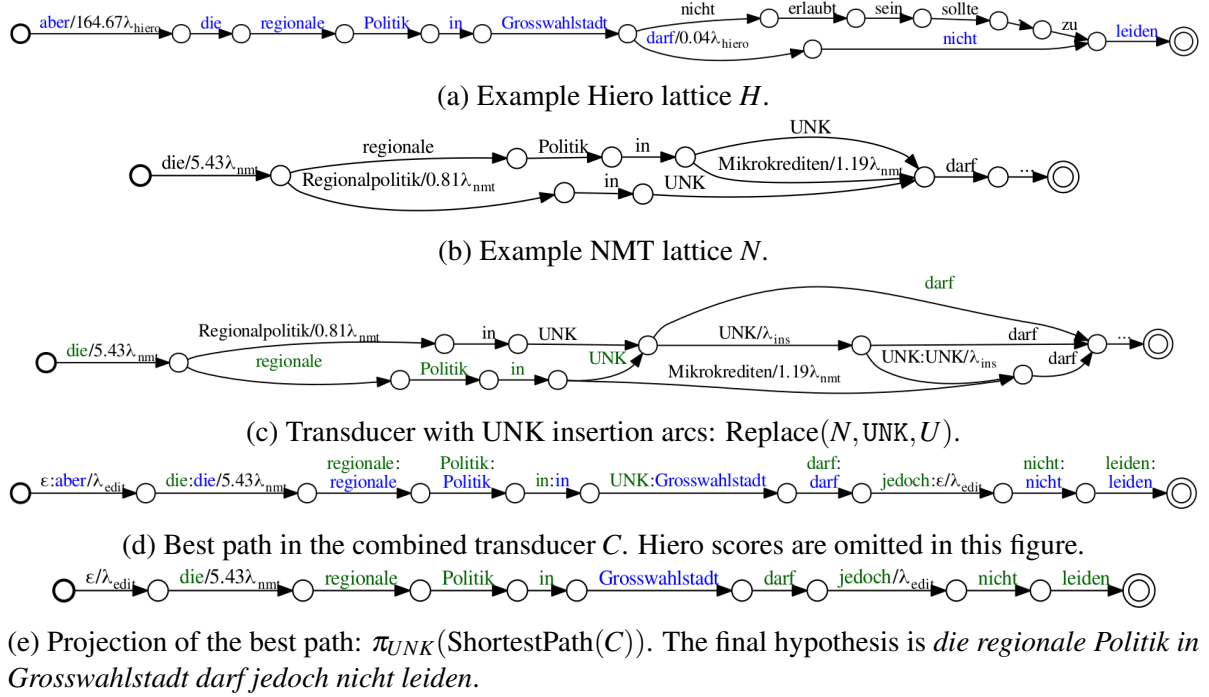 aber/164.67λhiero die regionale Politik in Grosswahlstadt nicht erlaubt sein sollte , zu leiden
darf/0.04λhiero nicht
(a) Example Hiero lattice H.
die/5.43λnmt regionale Politik in UNK darf ...
Mikrokrediten/1.19λnmt
Regionalpolitik/0.81λnmt in UNK
(b) Example NMT lattice N.
darf
die/5.43λnmt Regionalpolitik/0.81λnmt in UNK UNK/λins darf ...
regionale Politik in UNK Mikrokrediten/1.19λnmt UNK:UNK/λins darf
(c) Transducer with UNK insertion arcs: Replace(N,UNK,U).
ε:aber/λedit die:die/5.43λnmt regionale:regionale Politik:Politik in:in UNK:Grosswahlstadt darf:darf jedoch:ε/λedit nicht:nicht leiden:leiden
(d) Best path in the combined transducer C. Hiero scores are omitted in this figure.
ε/λedit die/5.43λnmt regionale Politik in Grosswahlstadt darf jedoch/λedit nicht leiden
(e) Projection of the best path: πUNK(ShortestPath(C)). The final hypothesis is die regionale Politik in
Grosswahlstadt darf jedoch nicht leiden.